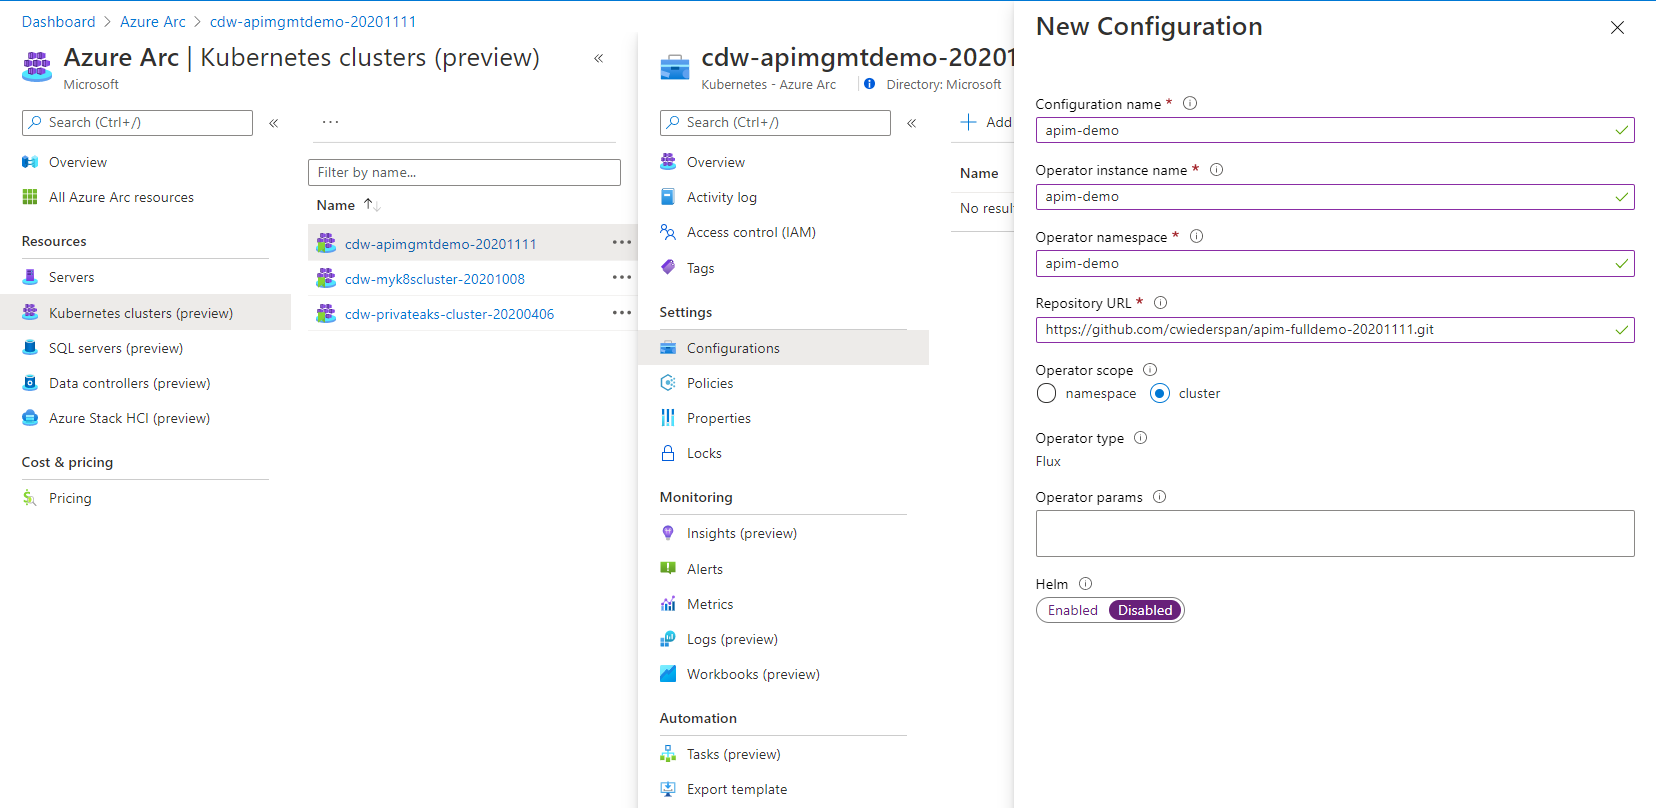 Dashboard > Azure Arc > cdw-apimgmtdemo-20201111
Azure Arc | Kubernetes clusters (preview)
Microsoft
Search (Ctrl+/)
Overview
All Azure Arc resources
Resources
Servers
Kubernetes clusters (preview)
SQL servers (preview)
Data controllers (preview)
Azure Stack HCI (preview)
Cost & pricing
Pricing
Filter by name...
Name
cdw-apimgmtdemo-20201111
cdw-myk8scluster-20201008
cdw-privateaks-cluster-20200406
cdw-apimgmtdemo-20201
Kubernetes - Azure Arc
Directory: Microsoft
Search (Ctrl+/)
Overview
Activity log
Access control (IAM)
Tags
Settings
Configurations
Policies
Properties
Locks
Monitoring
Insights (preview)
Alerts
Metrics
Logs (preview)
Workbooks (preview)
Automation
Tasks (preview)
Export template
Add
Name
No resul
New Configuration
Configuration name *
apim-demo
Operator instance name *
apim-demo
Operator namespace *
apim-demo
Repository URL *
https://github.com/cwiederspan/apim-fulldemo-20201111.git
Operator scope
namespace cluster
Operator type
Flux
Operator params
Helm
Enabled Disabled